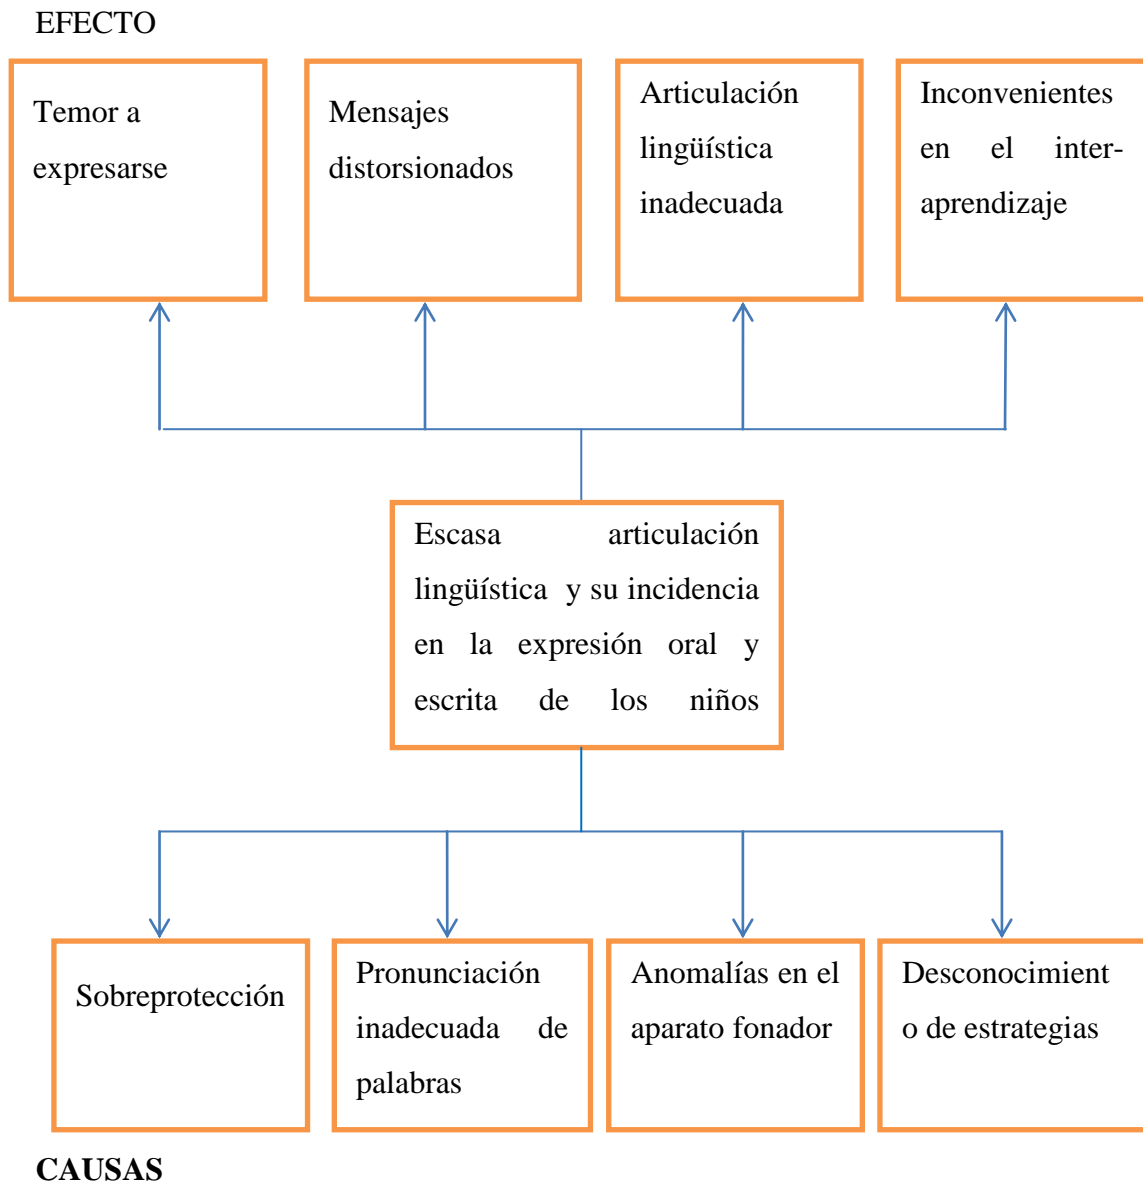 EFECTO
Temor a
expresarse
Mensajes
distorsionados
Articulación
lingüística
inadecuada
Inconvenientes
en el inter-
aprendizaje
Escasa articulación
lingüística y su incidencia
en la expresión oral y
escrita de los niños
Sobreprotección
Pronunciación
inadecuada de
palabras
Anomalías en el
aparato fonador
Desconocimient
o de estrategias
CAUSAS